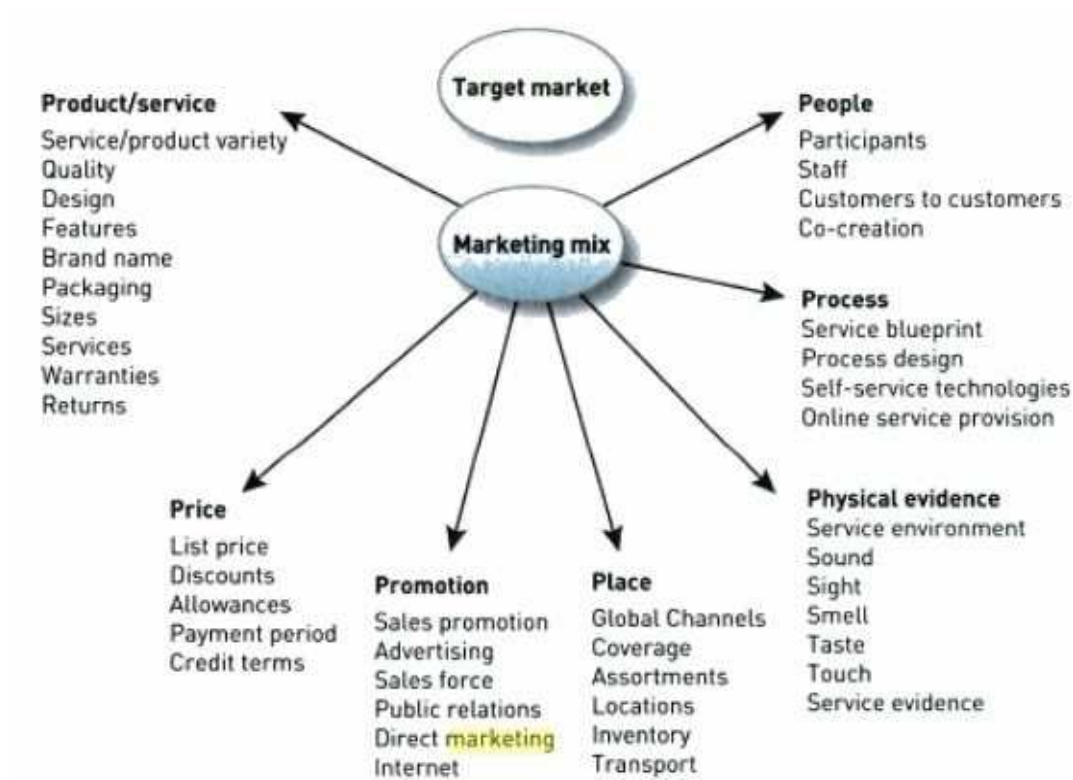 Target market
Product/service
Service/product variety
Quality
Design
Features
Brand name
Packaging
Sizes
Services
Warranties
Returns
People
Participants
Staff
Customers to customers
Co-creation
Marketing mix
Process
Service blueprint
Process design
Self-service technologies
Online service provision
Price
List price
Discounts
Allowances
Payment period
Credit terms
Promotion
Sales promotion
Advertising
Sales force
Public relations
Direct marketing
Internet
Place
Global Channels
Coverage
Assortments
Locations
Inventory
Transport
Physical evidence
Service environment
Sound
Sight
Smell
Taste
Touch
Service evidence